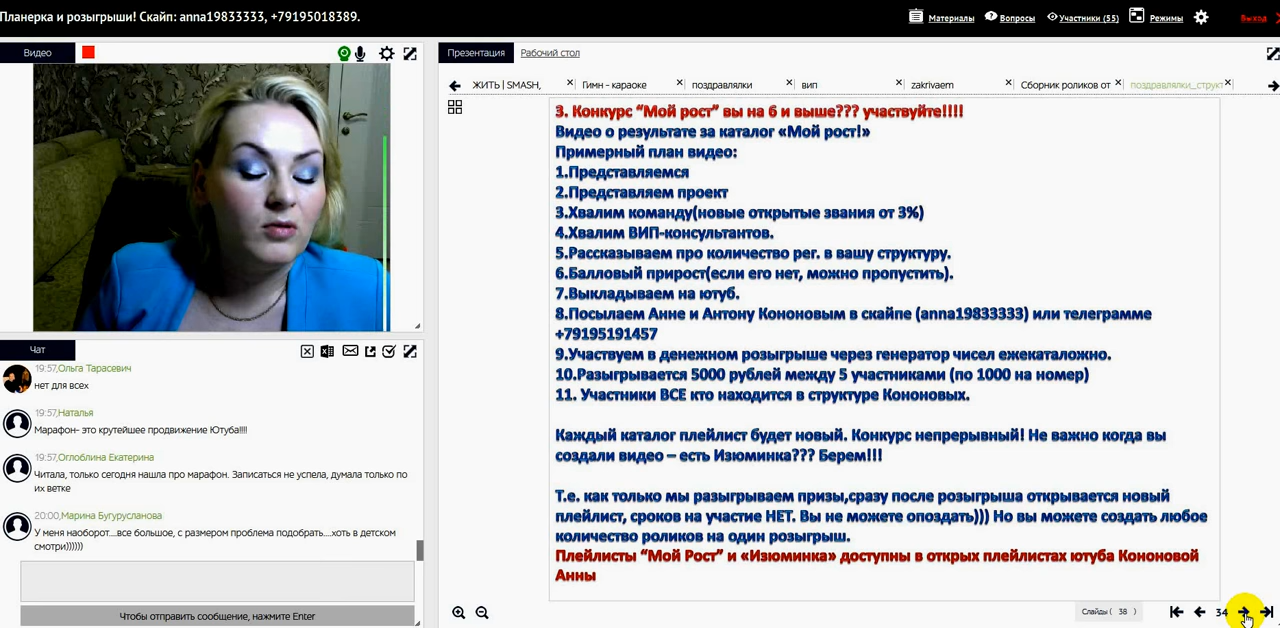 Планерка и розыгрыши! Скайп: anna19833333, +79195018389.
Материалы
Вопросы
Участники (55)
Режимы
Выход
Видео
Презентация
Рабочий стол
ЖИТЬ | SMASH,
Гимн - караоке
поздравлялки
вип
zakrivaem
Сборник роликов от
поздравлялки_структ
3. Конкурс “Мой рост” вы на 6 и выше??? участвуйте!!!!
Видео о результате за каталог «Мой рост!»
Примерный план видео:
1.Представляемся
2.Представляем проект
3.Хвалим команду(новые открытые звания от 3%)
4.Хвалим ВИП-консультантов.
5.Рассказываем про количество рег. в вашу структуру.
6.Балловый прирост(если его нет, можно пропустить).
7.Выкладываем на ютуб.
8.Посылаем Анне и Антону Кононовым в скайпе (anna19833333) или телеграмме
+79195191457
9.Участвуем в денежном розыгрыше через генератор чисел ежекаталожно.
10.Разыгрывается 5000 рублей между 5 участниками (по 1000 на номер)
11. Участники ВСЕ кто находится в структуре Кононовых.
Каждый каталог плейлист будет новый. Конкурс непрерывный! Не важно когда вы
создали видео – есть Изюминка??? Берем!!!
Т.е. как только мы разыгрываем призы,сразу после розыгрыша открывается новый
плейлист, сроков на участие НЕТ. Вы не можете опоздать))) Но вы можете создать любое
количество роликов на один розыгрыш.
Плейлисты “Мой Рост” и «Изюминка» доступны в открых плейлистах ютуба Кононовой
Анны
Слайды ( 38 )
34
Чат
19:57,Ольга Тарасевич
нет для всех
19:57,Наталья
Марафон- это крутейшее продвижение Ютуба!!!!
19:57,Оглоблина Екатерина
Читала, только сегодня нашла про марафон. Записаться не успела, думала только по
их ветке
20:00,Марина Бугурусланова
У меня наоборот....все большое, с размером проблема подобрать....хоть в детском
смотри))))))
Чтобы отправить сообщение, нажмите Enter